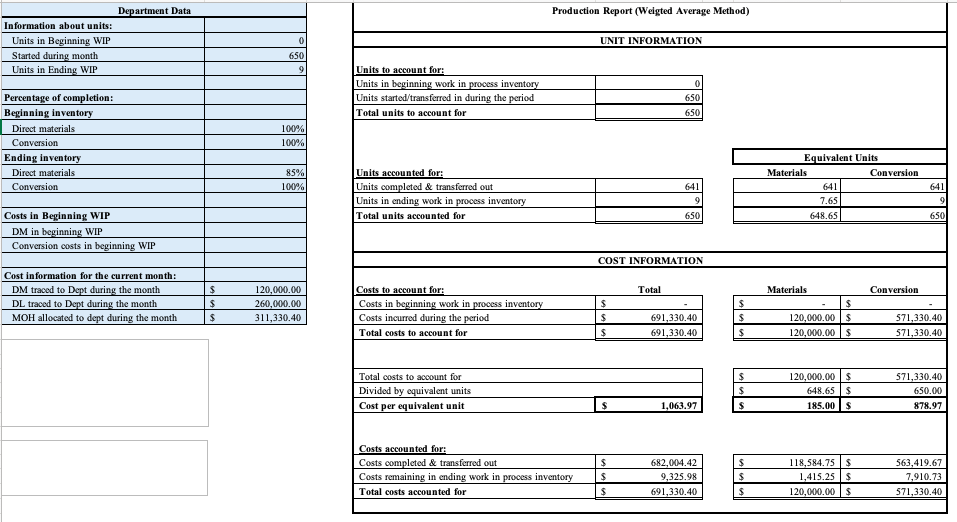 Department Data
Information about units:
Units in Beginning WIP 0
Started during month 650
Units in Ending WIP 9
Percentage of completion:
Beginning inventory
Direct materials 100%
Conversion 100%
Ending inventory
Direct materials 85%
Conversion 100%
Costs in Beginning WIP
DM in beginning WIP
Conversion costs in beginning WIP
Cost information for the current month:
DM traced to Dept during the month $ 120,000.00
DL traced to Dept during the month $ 260,000.00
MOH allocated to dept during the month $ 311,330.40
Production Report (Weigted Average Method)
UNIT INFORMATION
Units to account for:
Units in beginning work in process inventory 0
Units started/transferred in during the period 650
Total units to account for 650
Equivalent Units
Units accounted for: Materials Conversion
Units completed & transferred out 641 641 641
Units in ending work in process inventory 9 7.65 9
Total units accounted for 650 648.65 650
COST INFORMATION
Costs to account for: Total Materials Conversion
Costs in beginning work in process inventory $ - $ - $ -
Costs incurred during the period $ 691,330.40 $ 120,000.00 $ 571,330.40
Total costs to account for $ 691,330.40 $ 120,000.00 $ 571,330.40
Total costs to account for $ 120,000.00 $ 571,330.40
Divided by equivalent units $ 648.65 $ 650.00
Cost per equivalent unit $ 1,063.97 $ 185.00 $ 878.97
Costs accounted for:
Costs completed & transferred out $ 682,004.42 $ 118,584.75 $ 563,419.67
Costs remaining in ending work in process inventory $ 9,325.98 $ 1,415.25 $ 7,910.73
Total costs accounted for $ 691,330.40 $ 120,000.00 $ 571,330.40